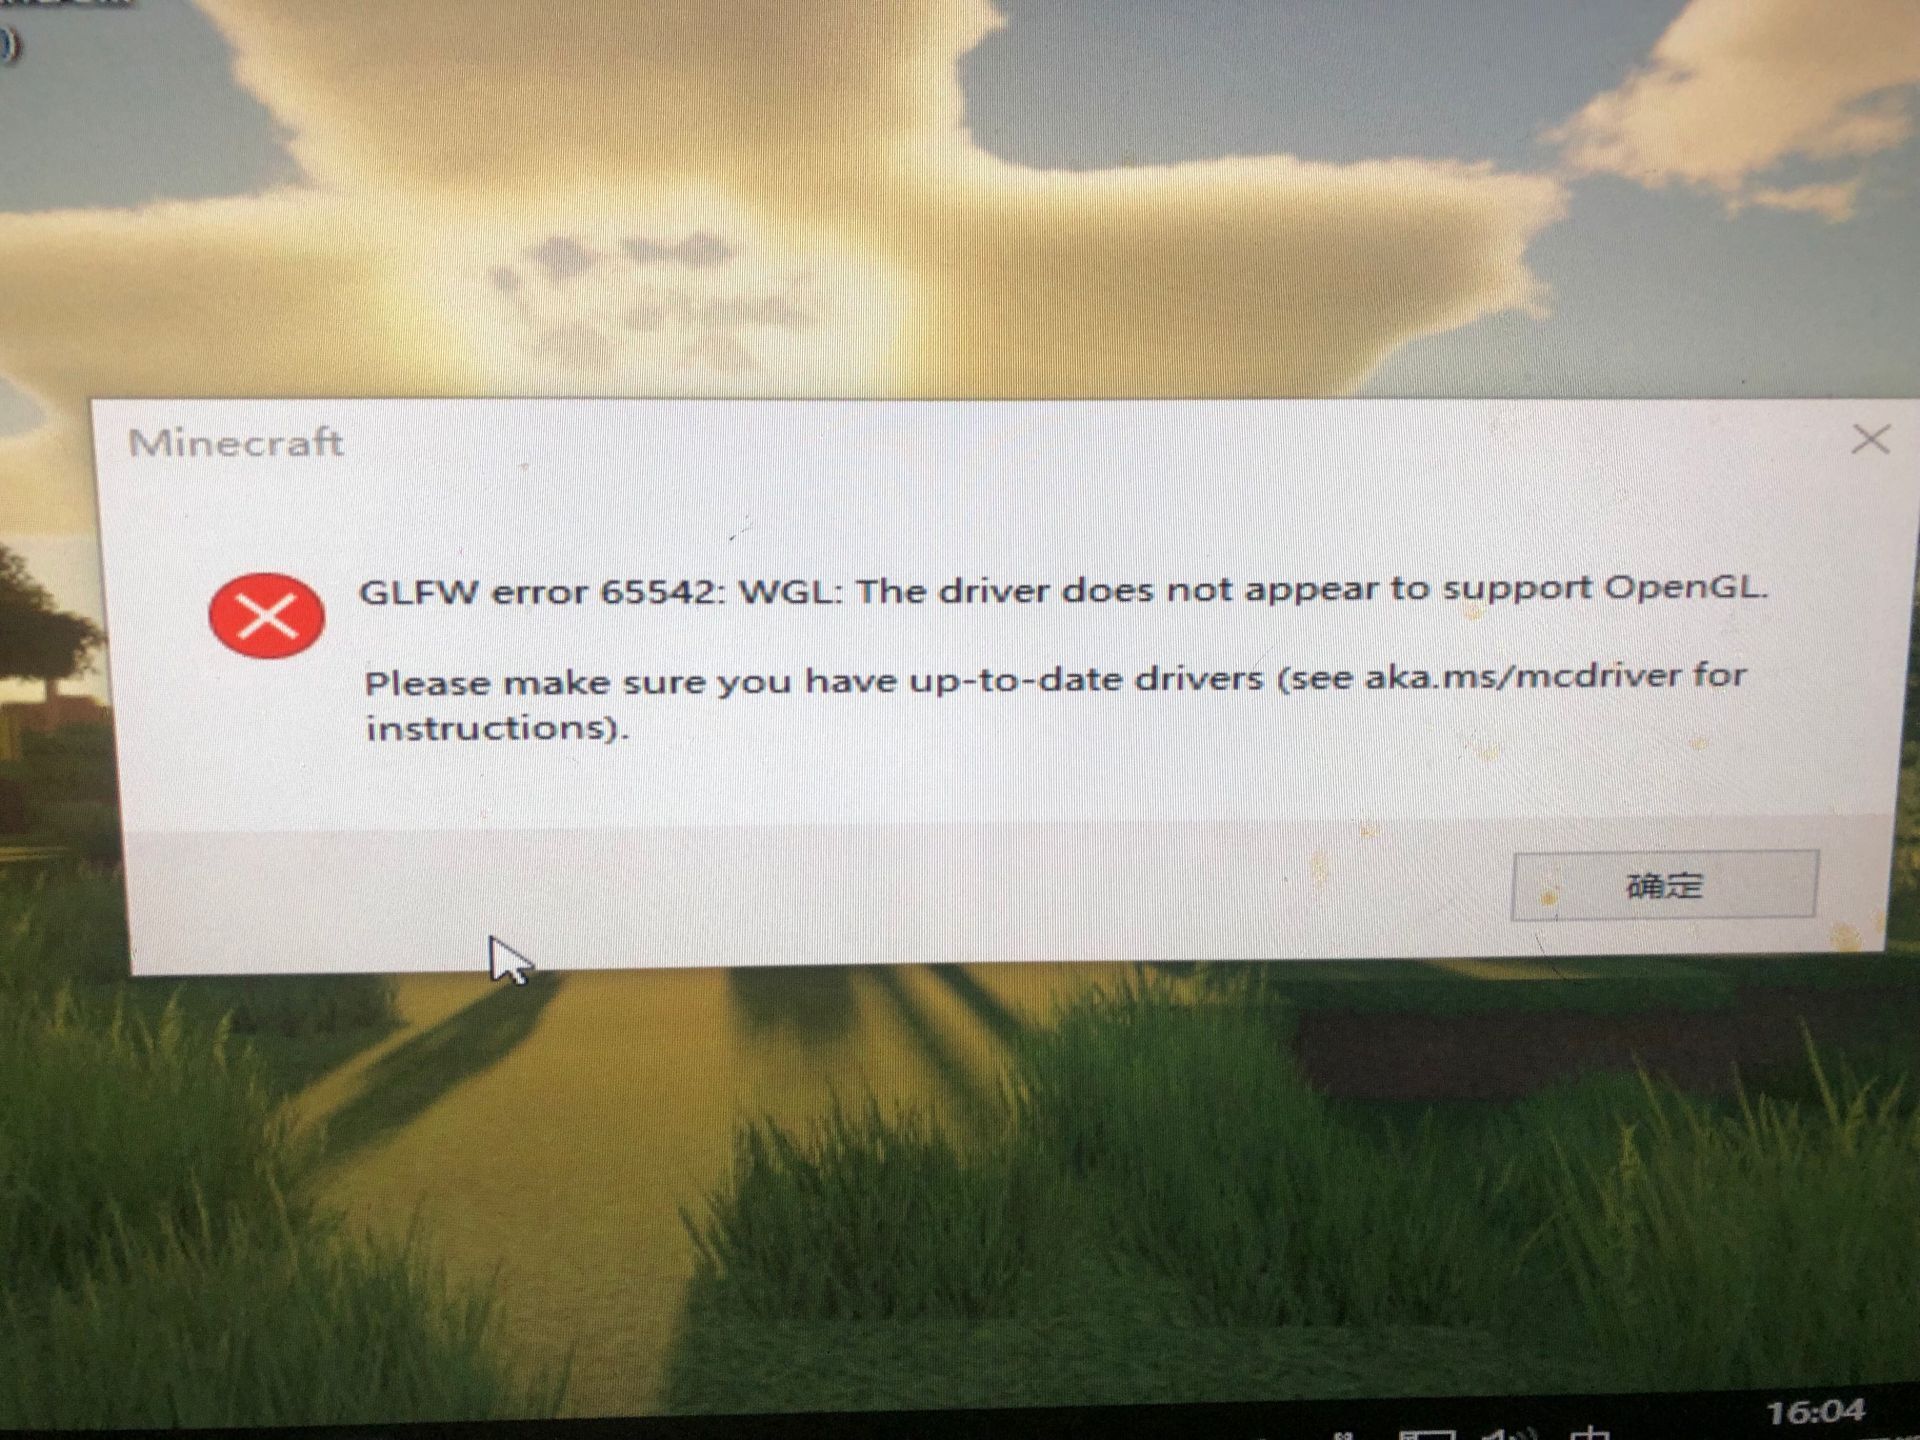 Minecraft
GLFW error 65542: WGL: The driver does not appear to support OpenGL.
Please make sure you have up-to-date drivers (see aka.ms/mcdriver for
instructions).
确定
中
16:04